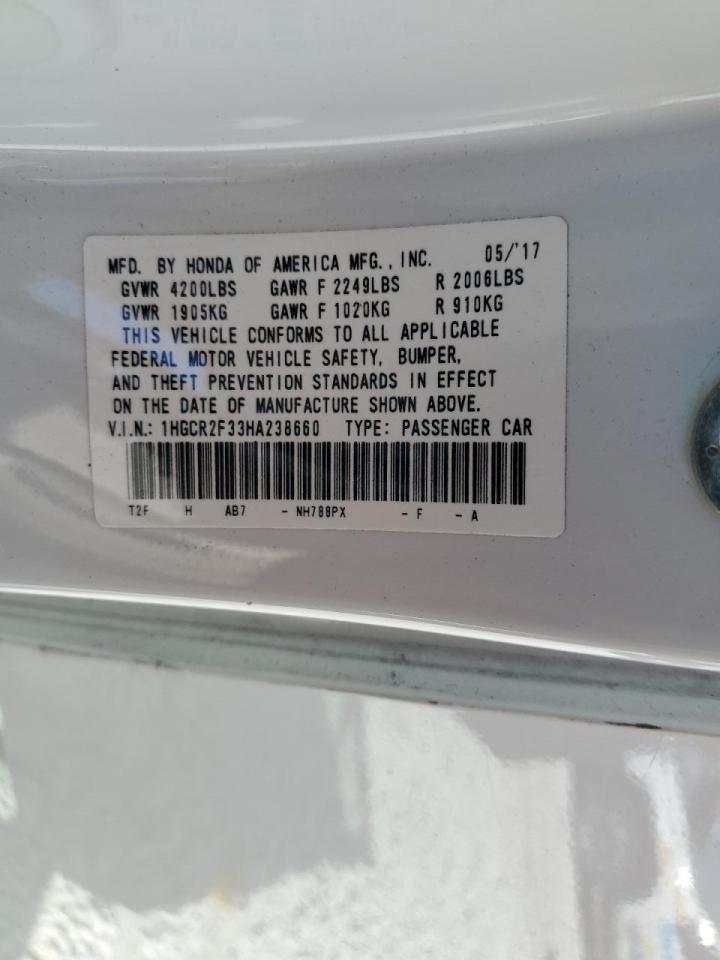 MFD. BY HONDA OF AMERICA MFG., INC. 05/'17
GVWR 4200LBS GAWR F 2249LBS R 2006LBS
GVWR 1905KG GAWR F 1020KG R 910KG
THIS VEHICLE CONFORMS TO ALL APPLICABLE
FEDERAL MOTOR VEHICLE SAFETY, BUMPER,
AND THEFT PREVENTION STANDARDS IN EFFECT
ON THE DATE OF MANUFACTURE SHOWN ABOVE.
V.I.N.: 1HGCR2F33HA238660 TYPE: PASSENGER CAR
T2F H AB7 - NH788PX - F - A